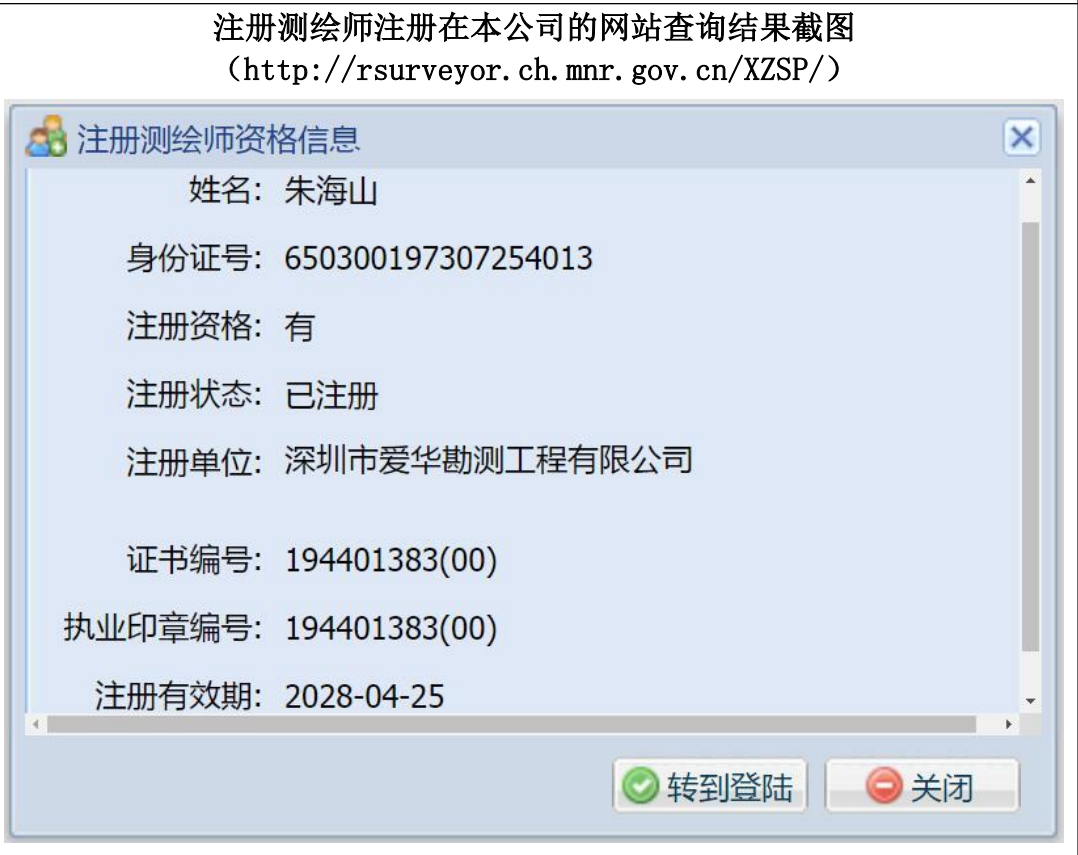 注册测绘师注册在本公司的网站查询结果截图
（http://rsurveyor.ch.mnr.gov.cn/XZSP/）
注册测绘师资格信息
姓名: 朱海山
身份证号: 650300197307254013
注册资格: 有
注册状态: 已注册
注册单位: 深圳市爱华勘测工程有限公司
证书编号: 194401383(00)
执业印章编号: 194401383(00)
注册有效期: 2028-04-25
转到登陆 关闭